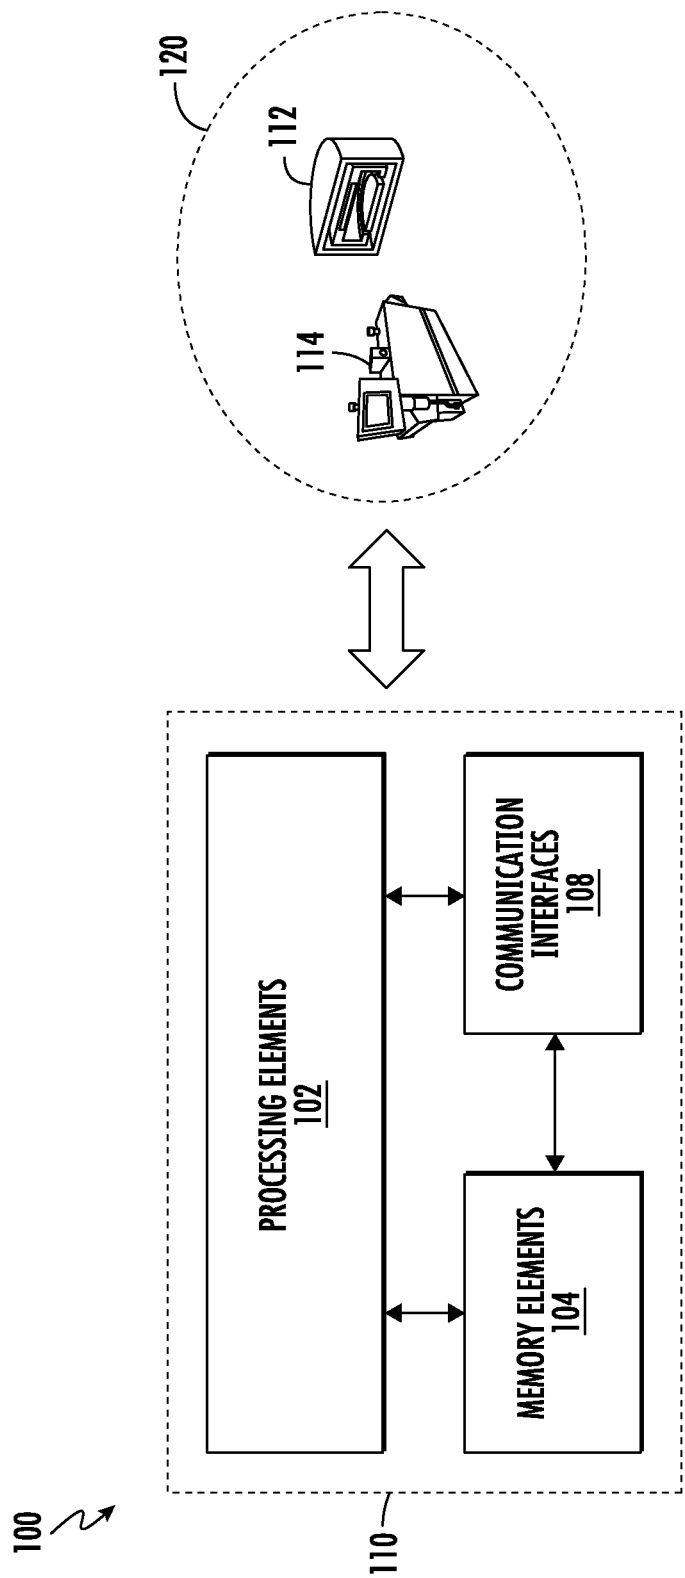 100
110
PROCESSING ELEMENTS
102
MEMORY ELEMENTS
104
COMMUNICATION
INTERFACES
108
120
112
114